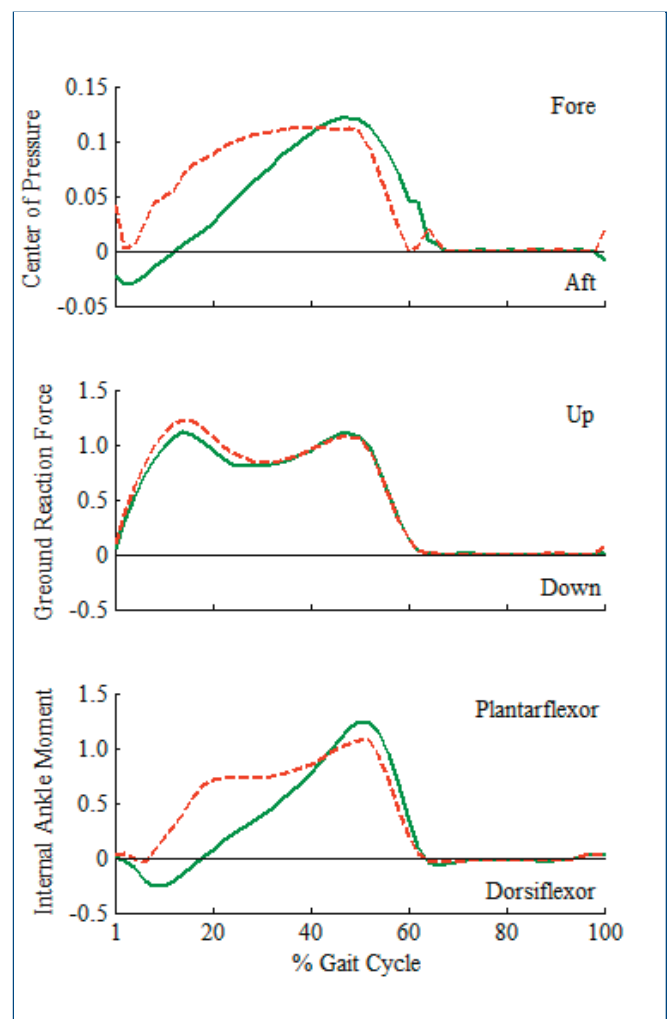 0.15
Fore
0.1
0.05
0
Aft
-0.05
Center of Pressure
1.5
Up
1.0
0.5
0
Down
-0.5
Greound Reaction Force
1.5
Plantarflexor
1.0
0.5
0
Dorsiflexor
-0.5
Internal Ankle Moment
1 20 40 60 80 100
% Gait Cycle